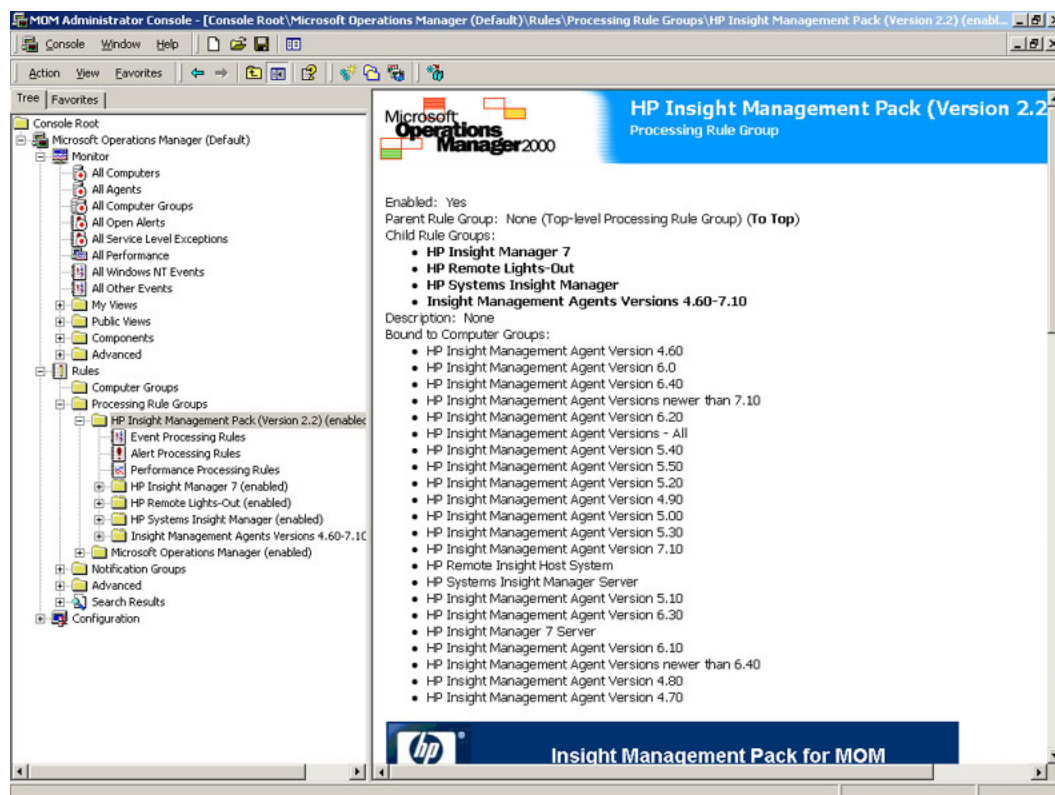 MOM Administrator Console - [Console Root\Microsoft Operations Manager (Default)\Rules\Processing Rule Groups\HP Insight Management Pack (Version 2.2) (enabl...
Console Window Help
Action View Favorites
Tree Favorites
Console Root
Microsoft Operations Manager (Default)
Monitor
All Computers
All Agents
All Computer Groups
All Open Alerts
All Service Level Exceptions
All Performance
All Windows NT Events
All Other Events
My Views
Public Views
Components
Advanced
Rules
Computer Groups
Processing Rule Groups
HP Insight Management Pack (Version 2.2) (enabled
Event Processing Rules
Alert Processing Rules
Performance Processing Rules
HP Insight Manager 7 (enabled)
HP Remote Lights-Out (enabled)
HP Systems Insight Manager (enabled)
Insight Management Agents Versions 4.60-7.10
Microsoft Operations Manager (enabled)
Notification Groups
Advanced
Search Results
Configuration
Microsoft
Operations
Manager2000
HP Insight Management Pack (Version 2.2
Processing Rule Group
Enabled: Yes
Parent Rule Group: None (Top-level Processing Rule Group) (To Top)
Child Rule Groups:
• HP Insight Manager 7
• HP Remote Lights-Out
• HP Systems Insight Manager
• Insight Management Agents Versions 4.60-7.10
Description: None
Bound to Computer Groups:
• HP Insight Management Agent Version 4.60
• HP Insight Management Agent Version 6.0
• HP Insight Management Agent Version 6.40
• HP Insight Management Agent Versions newer than 7.10
• HP Insight Management Agent Version 6.20
• HP Insight Management Agent Versions - All
• HP Insight Management Agent Version 5.40
• HP Insight Management Agent Version 5.50
• HP Insight Management Agent Version 5.20
• HP Insight Management Agent Version 4.90
• HP Insight Management Agent Version 5.00
• HP Insight Management Agent Version 5.30
• HP Insight Management Agent Version 7.10
• HP Remote Insight Host System
• HP Systems Insight Manager Server
• HP Insight Management Agent Version 5.10
• HP Insight Management Agent Version 6.30
• HP Insight Manager 7 Server
• HP Insight Management Agent Version 6.10
• HP Insight Management Agent Versions newer than 6.40
• HP Insight Management Agent Version 4.80
• HP Insight Management Agent Version 4.70
hp
Insight Management Pack for MOM